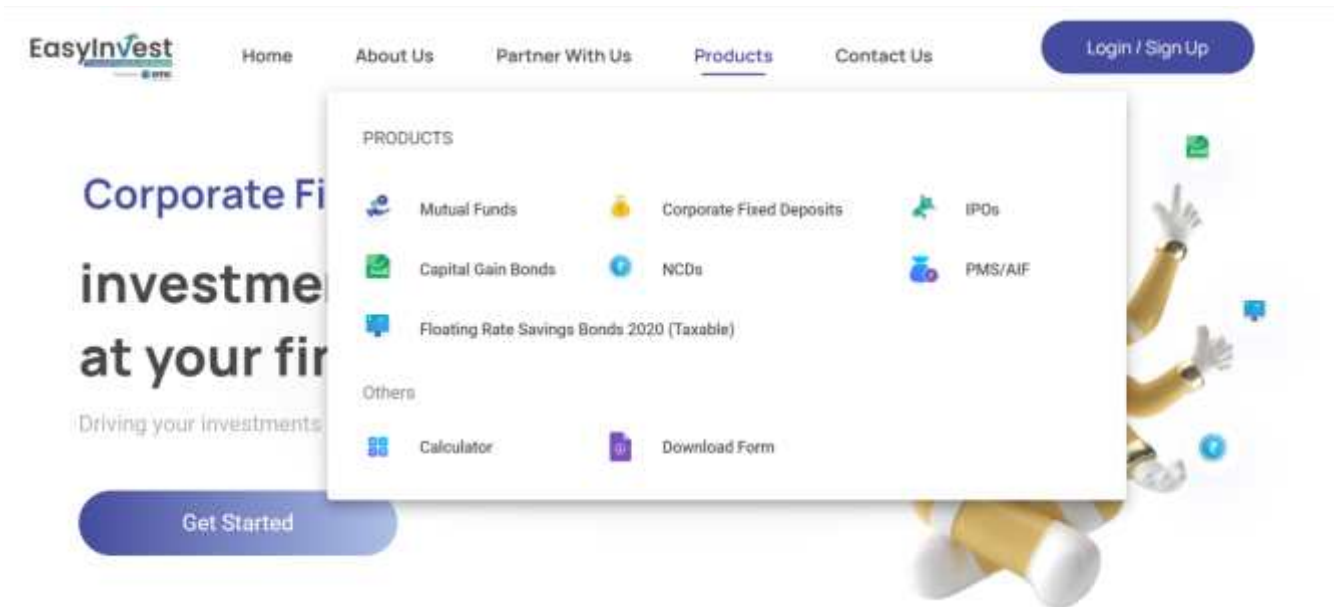 EasyInvest
Home
About Us
Partner With Us
Products
Contact Us
Login / Sign Up
PRODUCTS
Mutual Funds
Corporate Fixed Deposits
IPOs
Capital Gain Bonds
NCDs
PMS/AIF
Floating Rate Savings Bonds 2020 (Taxable)
Others
Calculator
Download Form
Corporate Fi
investme
at your fin
Driving your investments
Get Started